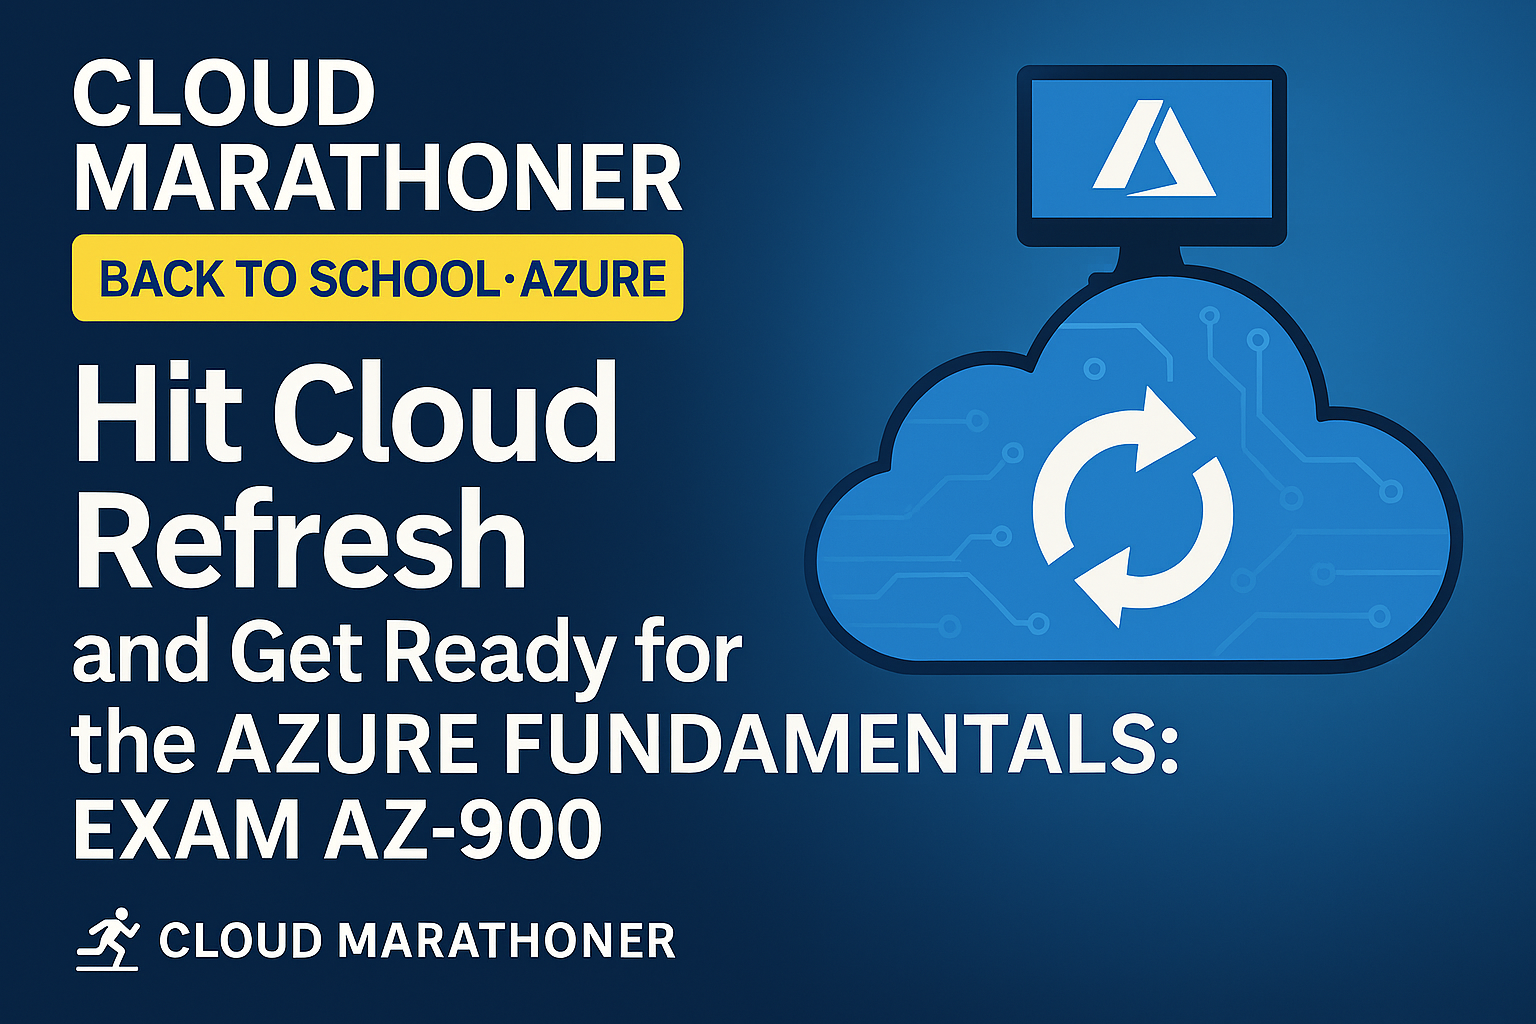 CLOUD
MARATHONER
BACK TO SCHOOL·AZURE
Hit Cloud
Refresh
and Get Ready for
the AZURE FUNDAMENTALS:
EXAM AZ-900
CLOUD MARATHONER